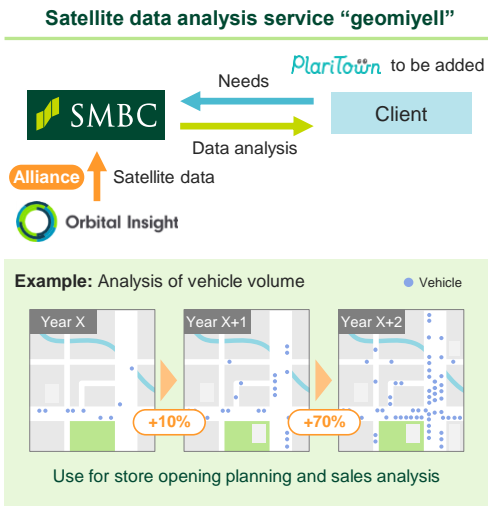 Satellite data analysis service “geomiyell”
PlariTown to be added
Needs
SMBC
Client
Data analysis
Alliance
Satellite data
Orbital Insight
Example: Analysis of vehicle volume
Vehicle
Year X
Year X+1
Year X+2
+10%
+70%
Use for store opening planning and sales analysis